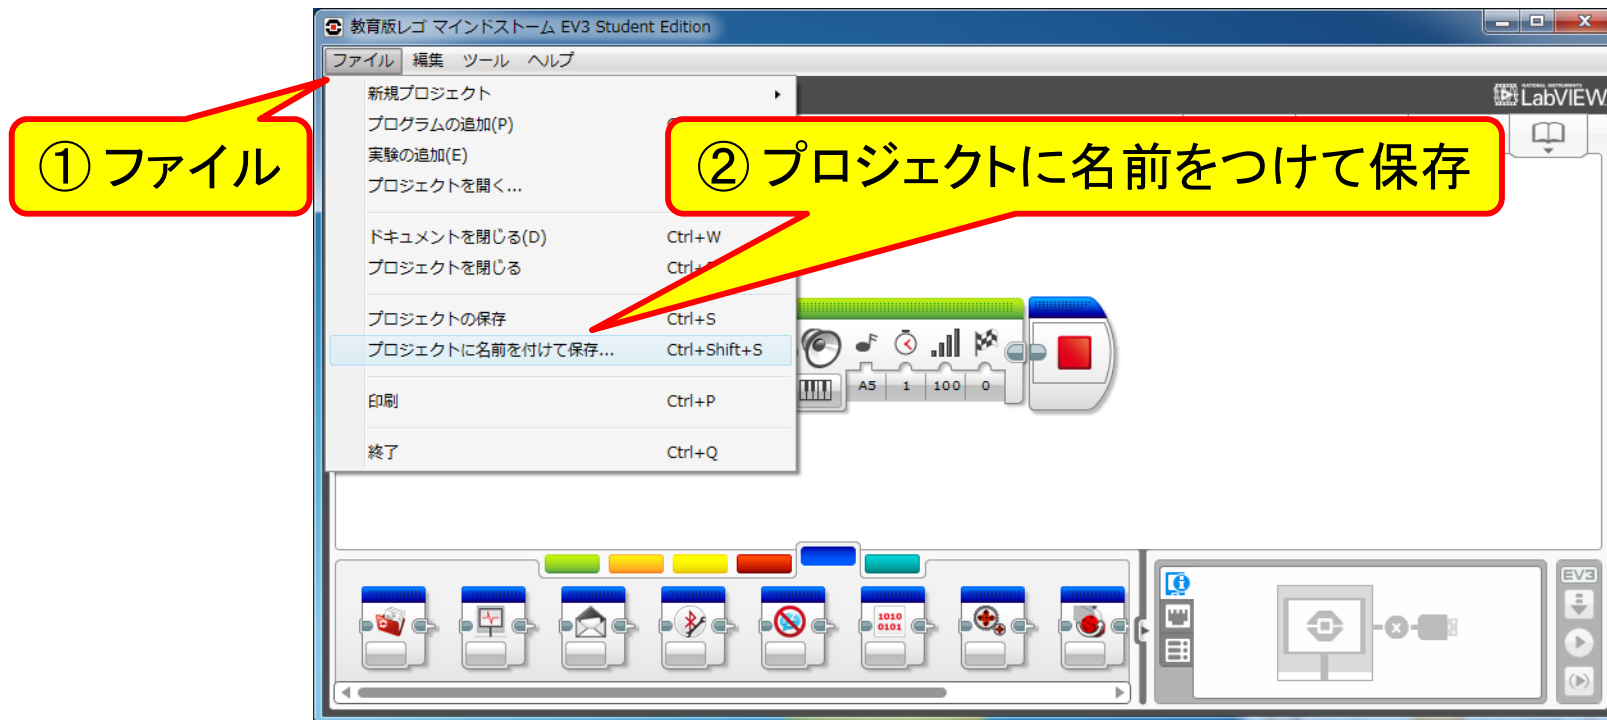 教育版レゴ マインドストーム EV3 Student Edition
ファイル 編集 ツール ヘルプ
新規プロジェクト
NATIONAL INSTRUMENTS
LabVIEW
プログラムの追加(P)
実験の追加(E)
プロジェクトを開く...
① ファイル
② プロジェクトに名前をつけて保存
ドキュメントを閉じる(D) Ctrl+W
プロジェクトを閉じる
プロジェクトの保存 Ctrl+S
プロジェクトに名前を付けて保存... Ctrl+Shift+S
印刷 Ctrl+P
終了 Ctrl+Q
A5 1 100 0
1010
0101
EV3